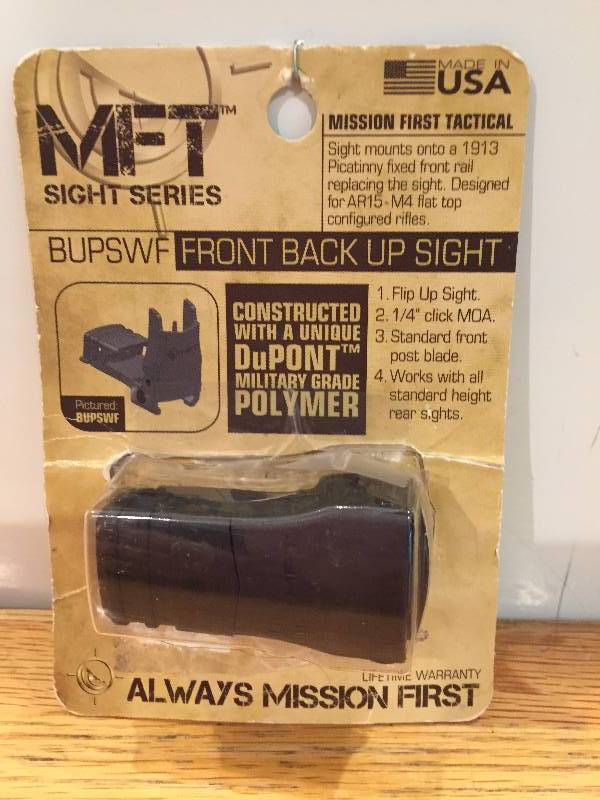 MFT™
SIGHT SERIES
MADE IN
USA
MISSION FIRST TACTICAL
Sight mounts onto a 1913
Picatinny fixed front rail
replacing the sight. Designed
for AR15-M4 flat top
configured rifles.
BUPSWF FRONT BACK UP SIGHT
Pictured:
BUPSWF
CONSTRUCTED
WITH A UNIQUE
DuPONT™
MILITARY GRADE
POLYMER
1. Flip Up Sight.
2. 1/4" click MOA.
3. Standard front
post blade.
4. Works with all
standard height
rear sights.
LIFETIME WARRANTY
ALWAYS MISSION FIRST